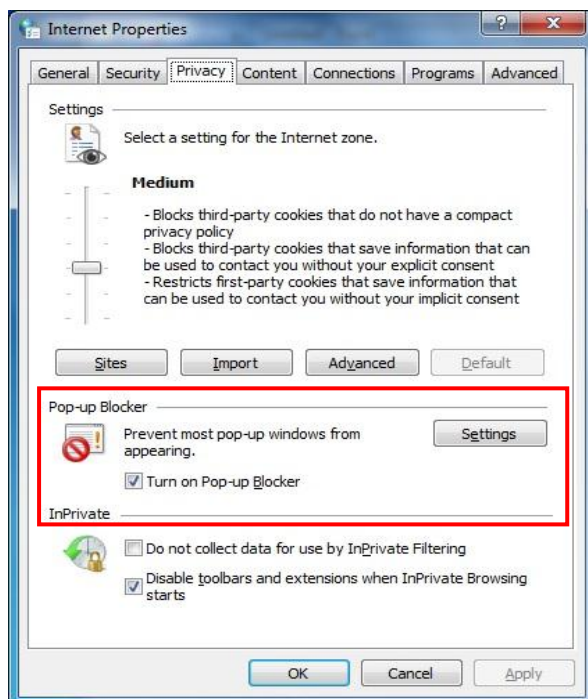 Internet Properties
?
X
General Security Privacy Content Connections Programs Advanced
Settings
Select a setting for the Internet zone.
Medium
- Blocks third-party cookies that do not have a compact
privacy policy
- Blocks third-party cookies that save information that can
be used to contact you without your explicit consent
- Restricts first-party cookies that save information that
can be used to contact you without your implicit consent
Sites Import Advanced Default
Pop-up Blocker
Prevent most pop-up windows from
appearing.
Settings
Turn on Pop-up Blocker
InPrivate
Do not collect data for use by InPrivate Filtering
Disable toolbars and extensions when InPrivate Browsing
starts
OK Cancel Apply